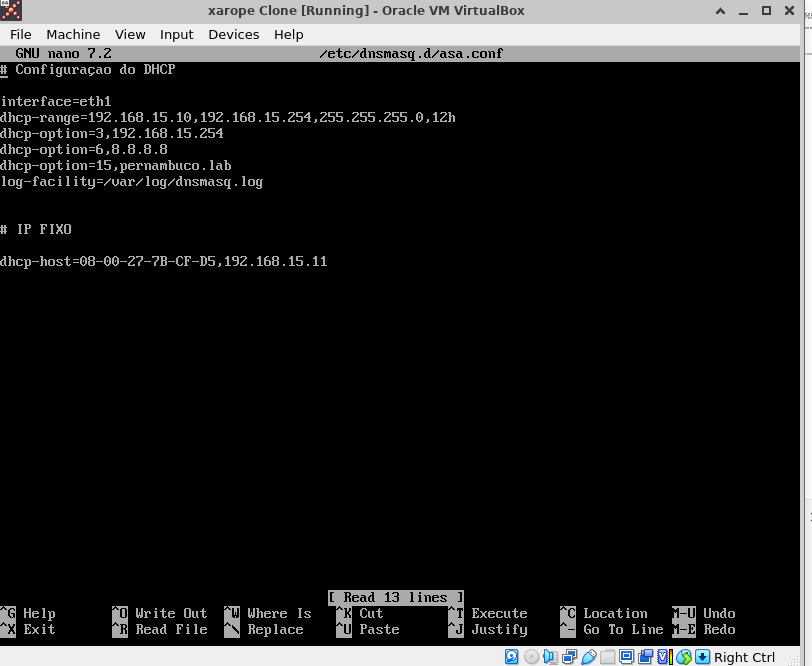 xarope Clone [Running] - Oracle VM VirtualBox
File Machine View Input Devices Help
GNU nano 7.2 /etc/dnsmasq.d/asa.conf
# Configuraçao do DHCP
interface=eth1
dhcp-range=192.168.15.10,192.168.15.254,255.255.255.0,12h
dhcp-option=3,192.168.15.254
dhcp-option=6,8.8.8.8
dhcp-option=15,pernambuco.lab
log-facility=/var/log/dnsmasq.log
# IP FIXO
dhcp-host=08-00-27-7B-CF-D5,192.168.15.11
[ Read 13 lines ]
^G Help ^O Write Out ^W Where Is ^K Cut ^T Execute ^C Location M-U Undo
^X Exit ^R Read File ^\ Replace ^U Paste ^J Justify ^- Go To Line M-E Redo
Right Ctrl